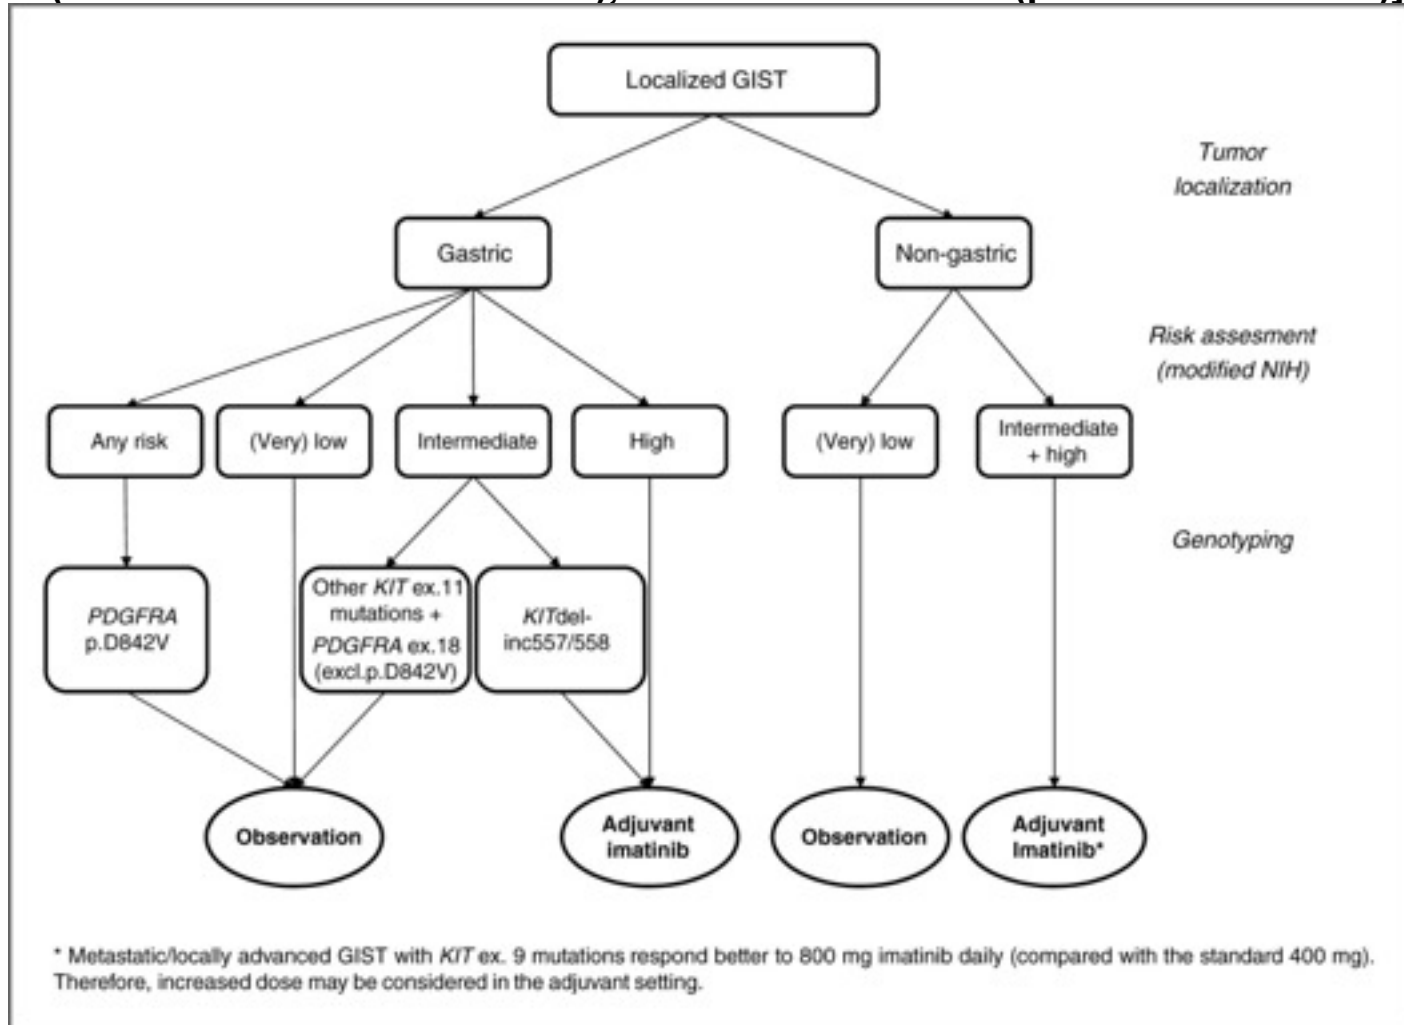 Localized GIST
Tumor
localization
Gastric
Non-gastric
Risk assesment
(modified NIH)
Any risk
(Very) low
Intermediate
High
(Very) low
Intermediate
+ high
Genotyping
PDGFRA
p.D842V
Other KIT ex.11
mutations +
PDGFRA ex.18
(excl.p.D842V)
KITdel-
inc557/558
Observation
Adjuvant
imatinib
Observation
Adjuvant
Imatinib*
* Metastatic/locally advanced GIST with KIT ex. 9 mutations respond better to 800 mg imatinib daily (compared with the standard 400 mg).
Therefore, increased dose may be considered in the adjuvant setting.